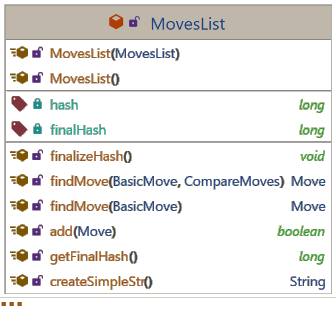 MovesList
MovesList(MovesList)
MovesList()
hash long
finalHash long
finalizeHash() void
findMove(BasicMove, CompareMoves) Move
findMove(BasicMove) Move
add(Move) boolean
getFinalHash() long
createSimpleStr() String